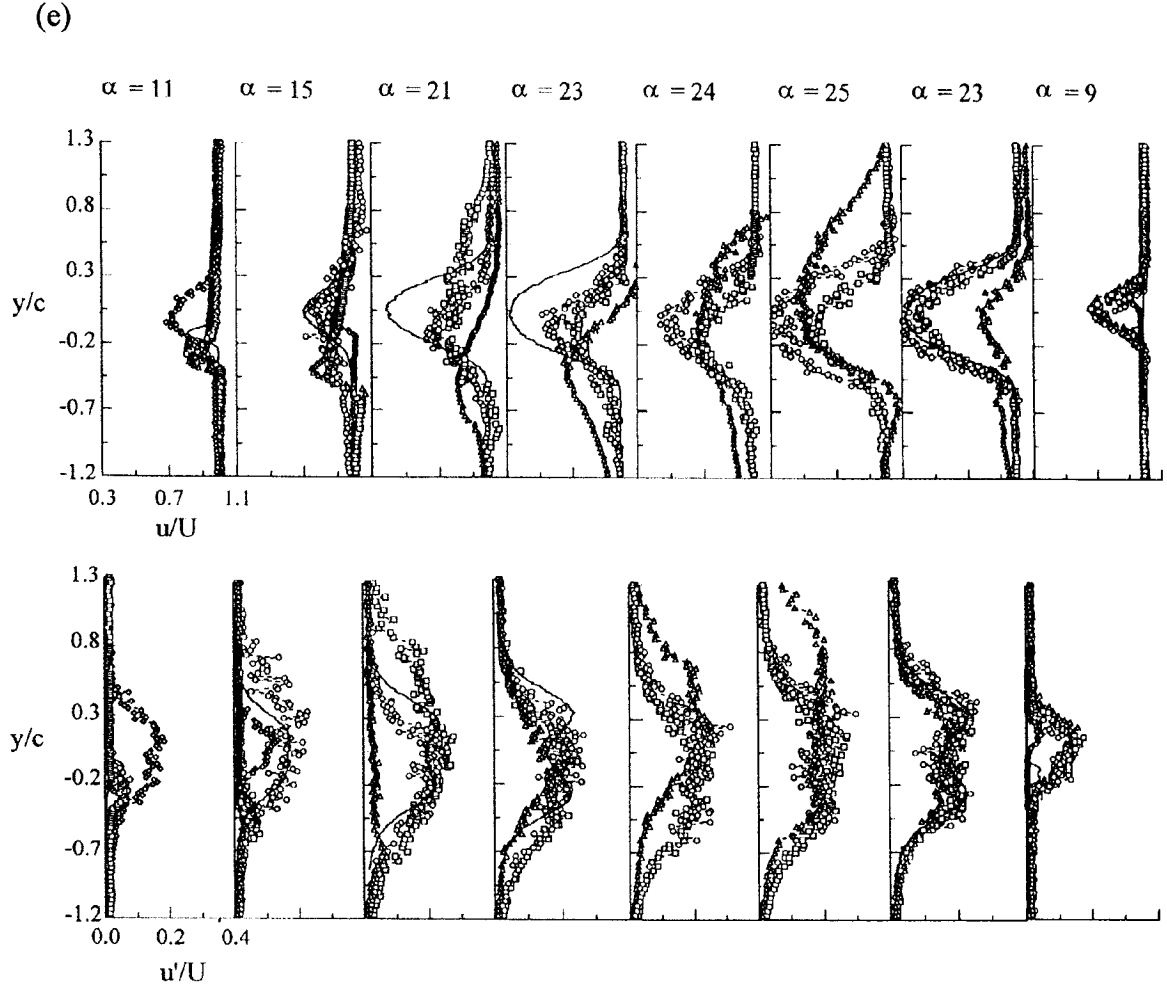 (e)
α = 11 α = 15 α = 21 α = 23 α = 24 α = 25 α = 23 α = 9
1.3
0.8
0.3
y/c
-0.2
-0.7
-1.2
0.3 0.7 1.1
u/U
1.3
0.8
0.3
y/c
-0.2
-0.7
-1.2
0.0 0.2 0.4
u'/U